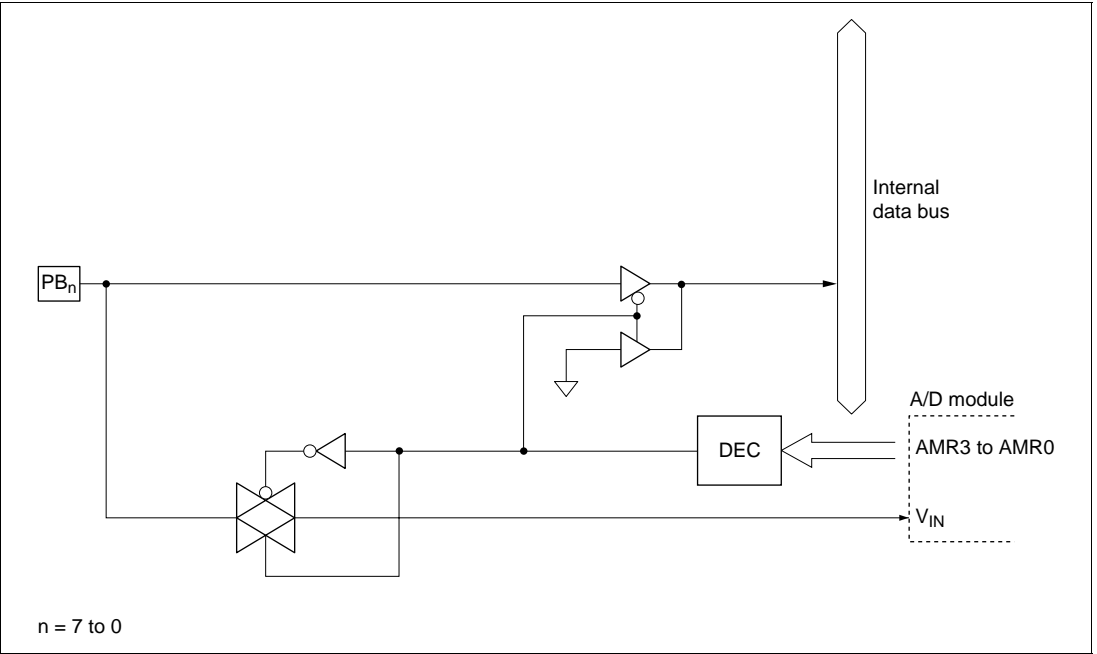 Internal
data bus
PBn
A/D module
DEC
AMR3 to AMR0
VIN
n = 7 to 0